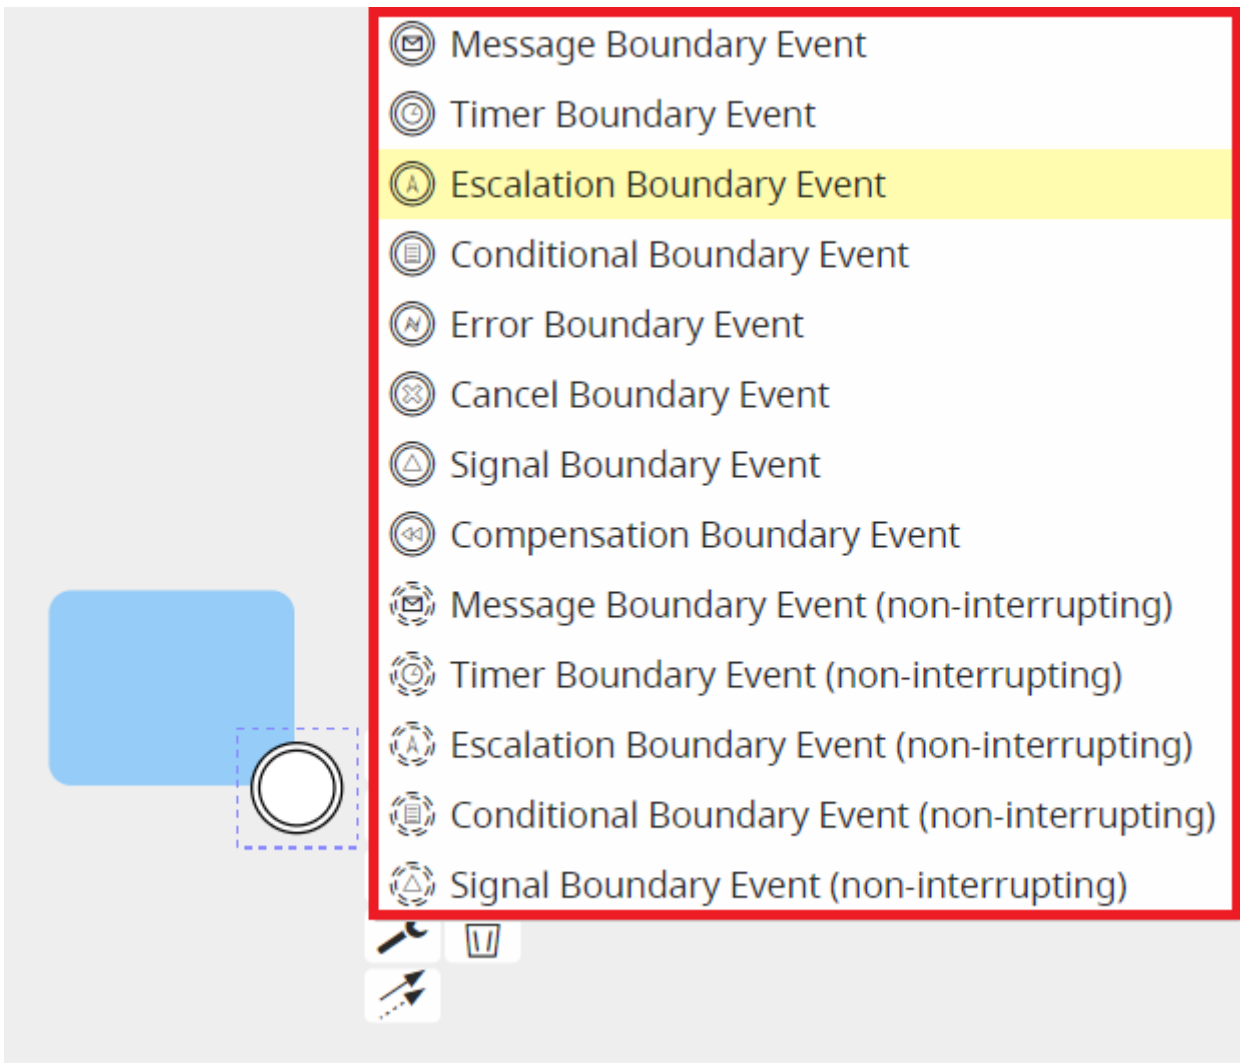 Message Boundary Event
Timer Boundary Event
Escalation Boundary Event
Conditional Boundary Event
Error Boundary Event
Cancel Boundary Event
Signal Boundary Event
Compensation Boundary Event
Message Boundary Event (non-interrupting)
Timer Boundary Event (non-interrupting)
Escalation Boundary Event (non-interrupting)
Conditional Boundary Event (non-interrupting)
Signal Boundary Event (non-interrupting)